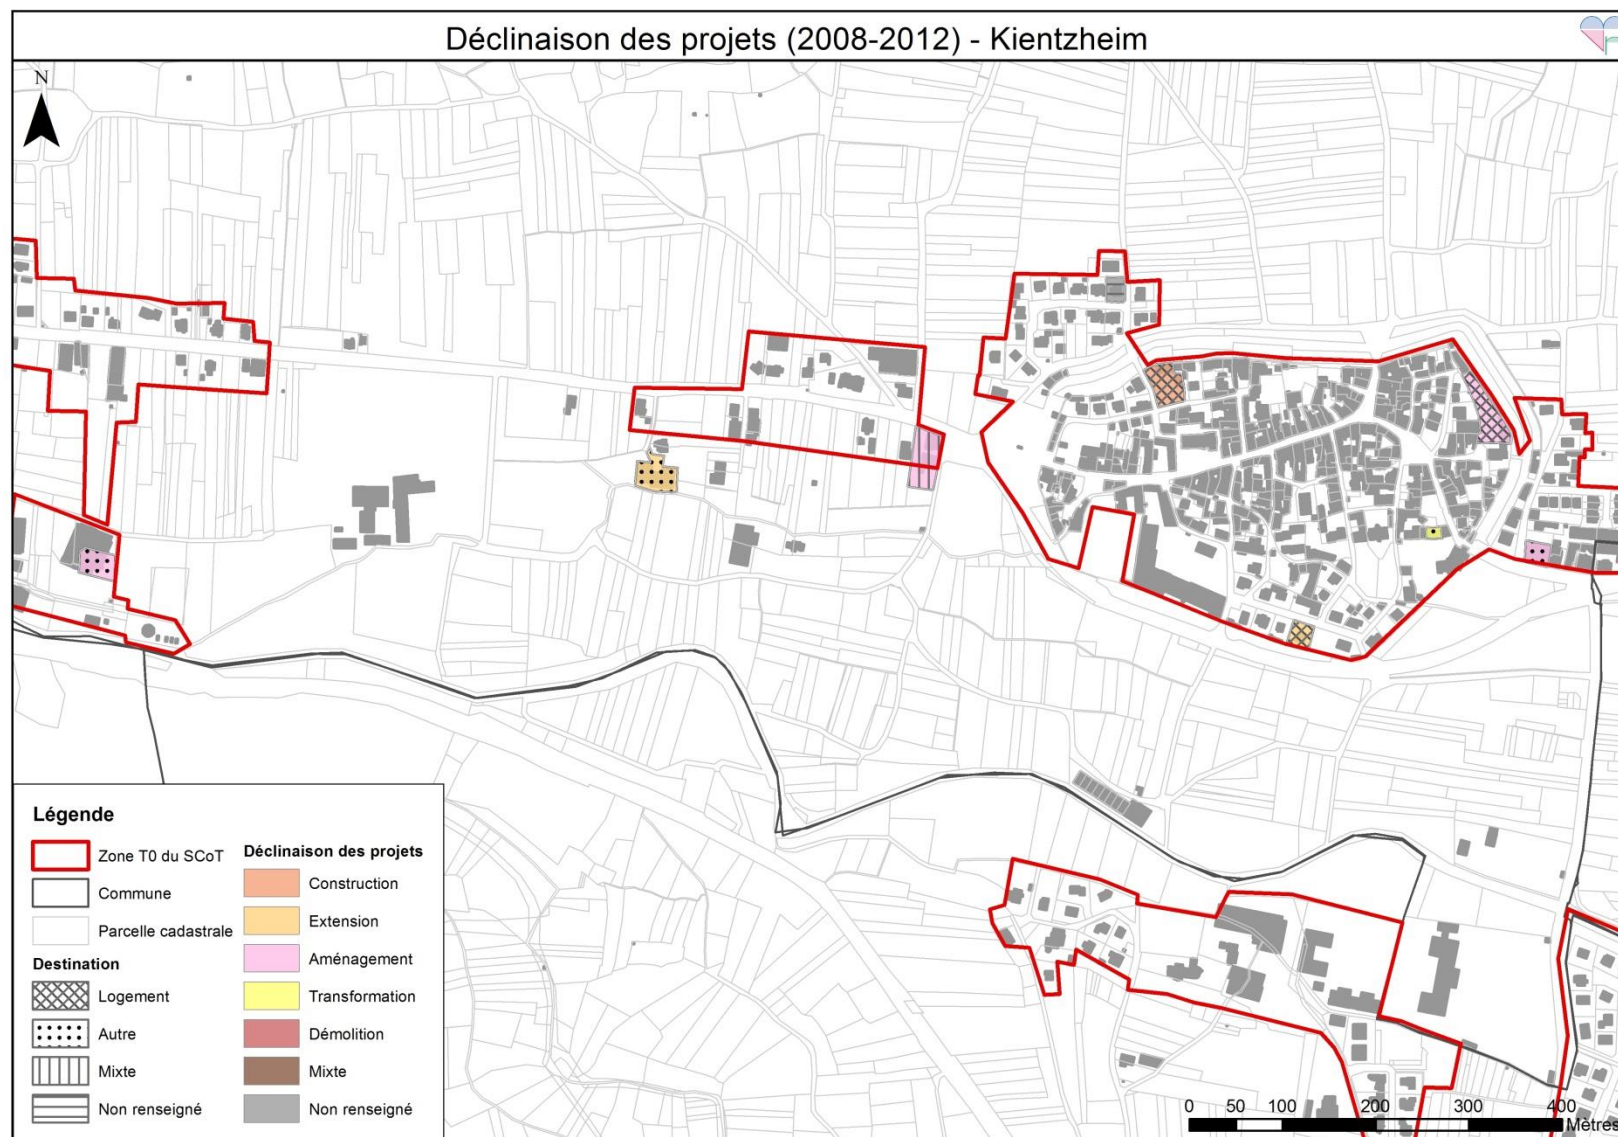 Déclinaison des projets (2008-2012) - Kientzheim
N
Légende
Zone T0 du SCoT
Commune
Parcelle cadastrale
Destination
Logement
Autre
Mixte
Non renseigné
Déclinaison des projets
Construction
Extension
Aménagement
Transformation
Démolition
Mixte
Non renseigné
0 50 100 200 300 400
Mètres